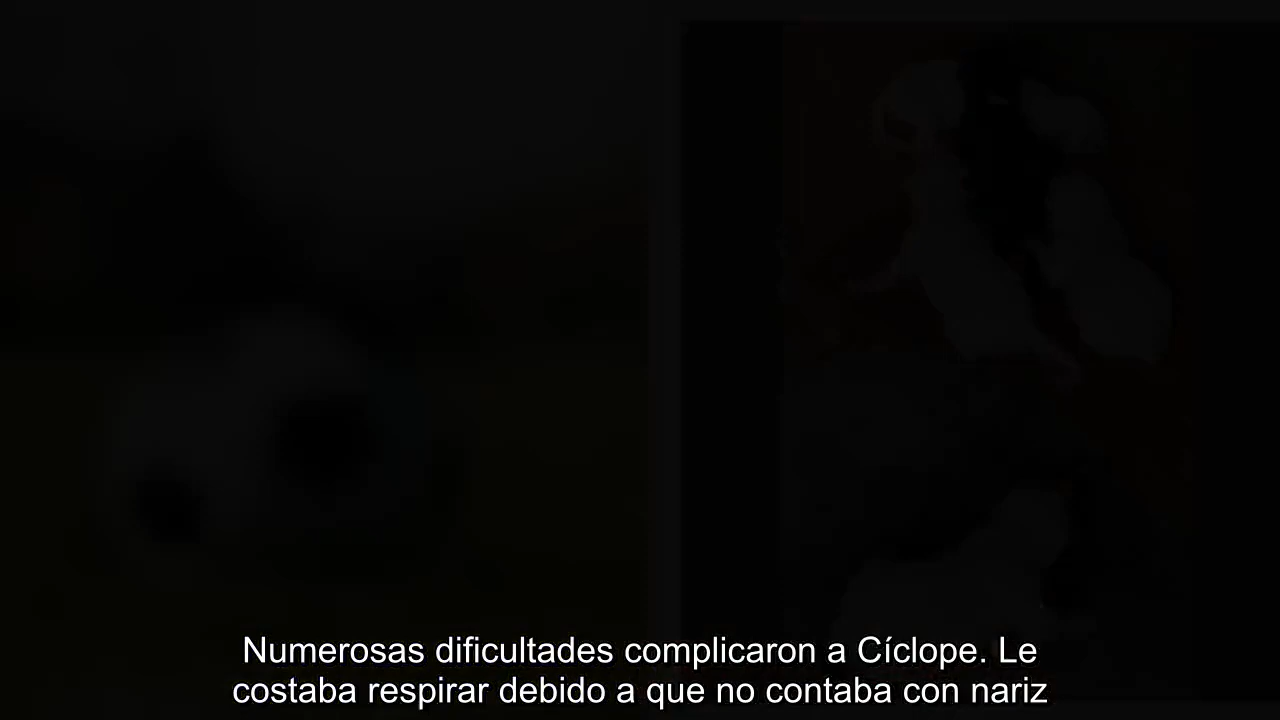 Numerosas dificultades complicaron a Cíclope. Le
costaba respirar debido a que no contaba con nariz